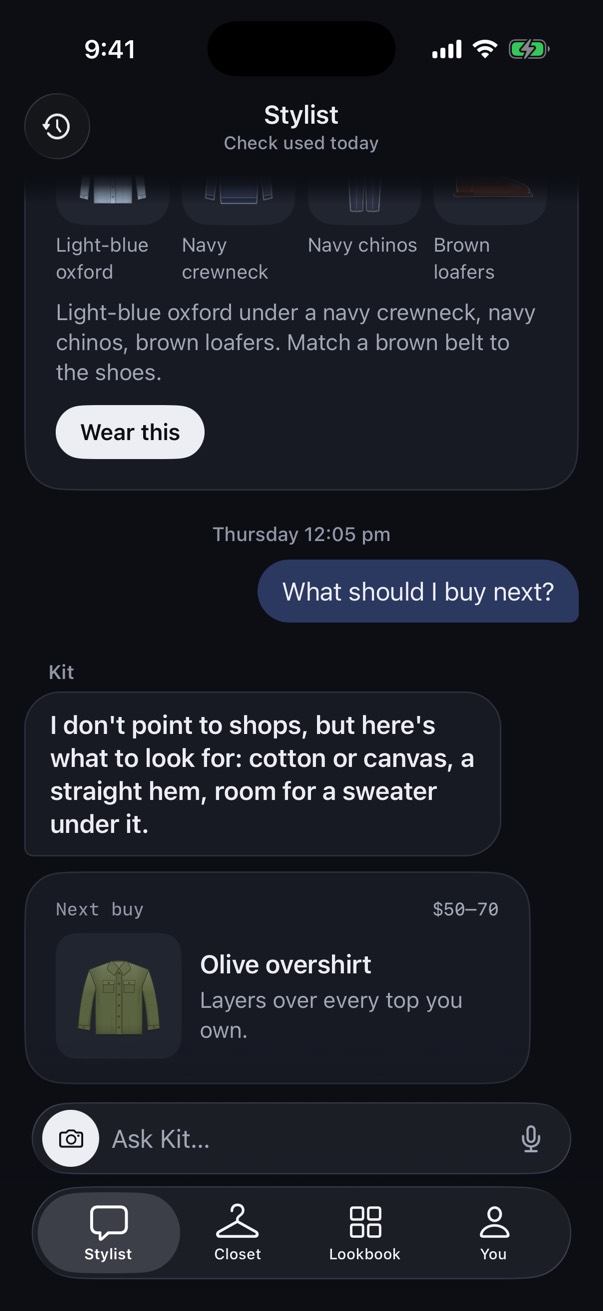 9:41
Stylist
Check used today
Light-blue
oxford
Navy
crewneck
Navy chinos
Brown
loafers
Light-blue oxford under a navy crewneck, navy
chinos, brown loafers. Match a brown belt to
the shoes.
Wear this
Thursday 12:05 pm
What should I buy next?
Kit
I don't point to shops, but here's
what to look for: cotton or canvas, a
straight hem, room for a sweater
under it.
Next buy
$50–70
Olive overshirt
Layers over every top you
own.
Ask Kit...
Stylist
Closet
Lookbook
You